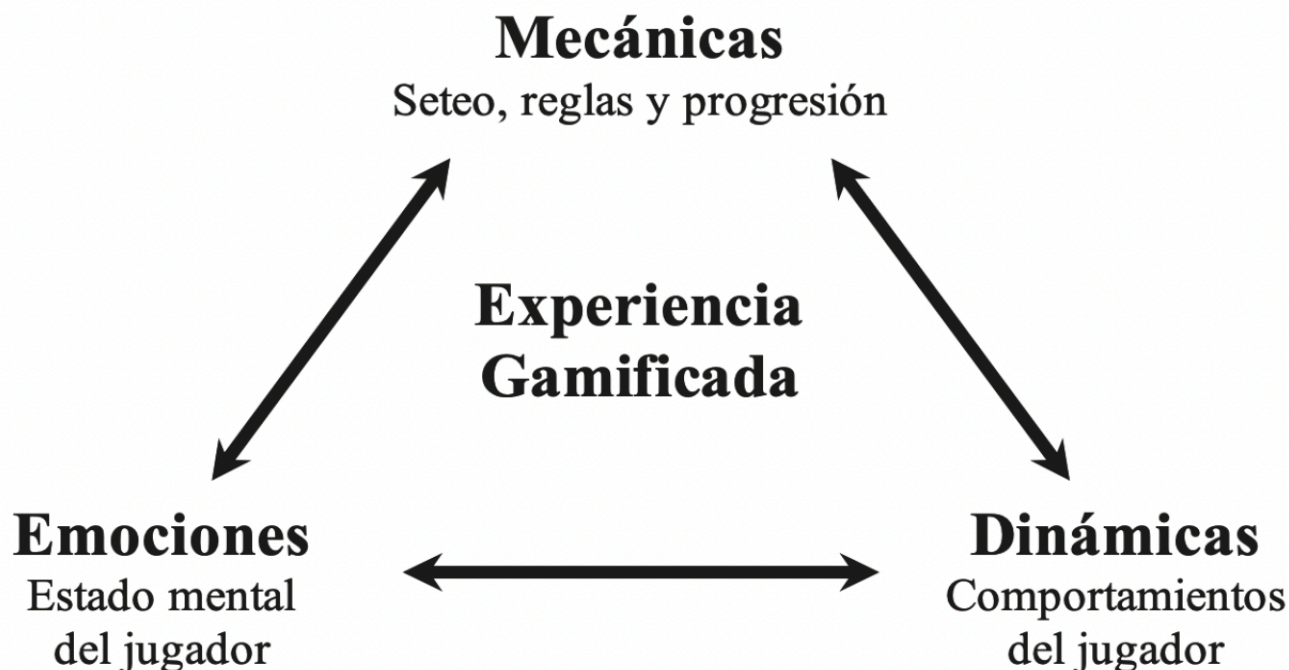 Mecánicas
Seteo, reglas y progresión
Experiencia
Gamificada
Emociones
Estado mental
del jugador
Dinámicas
Comportamientos
del jugador